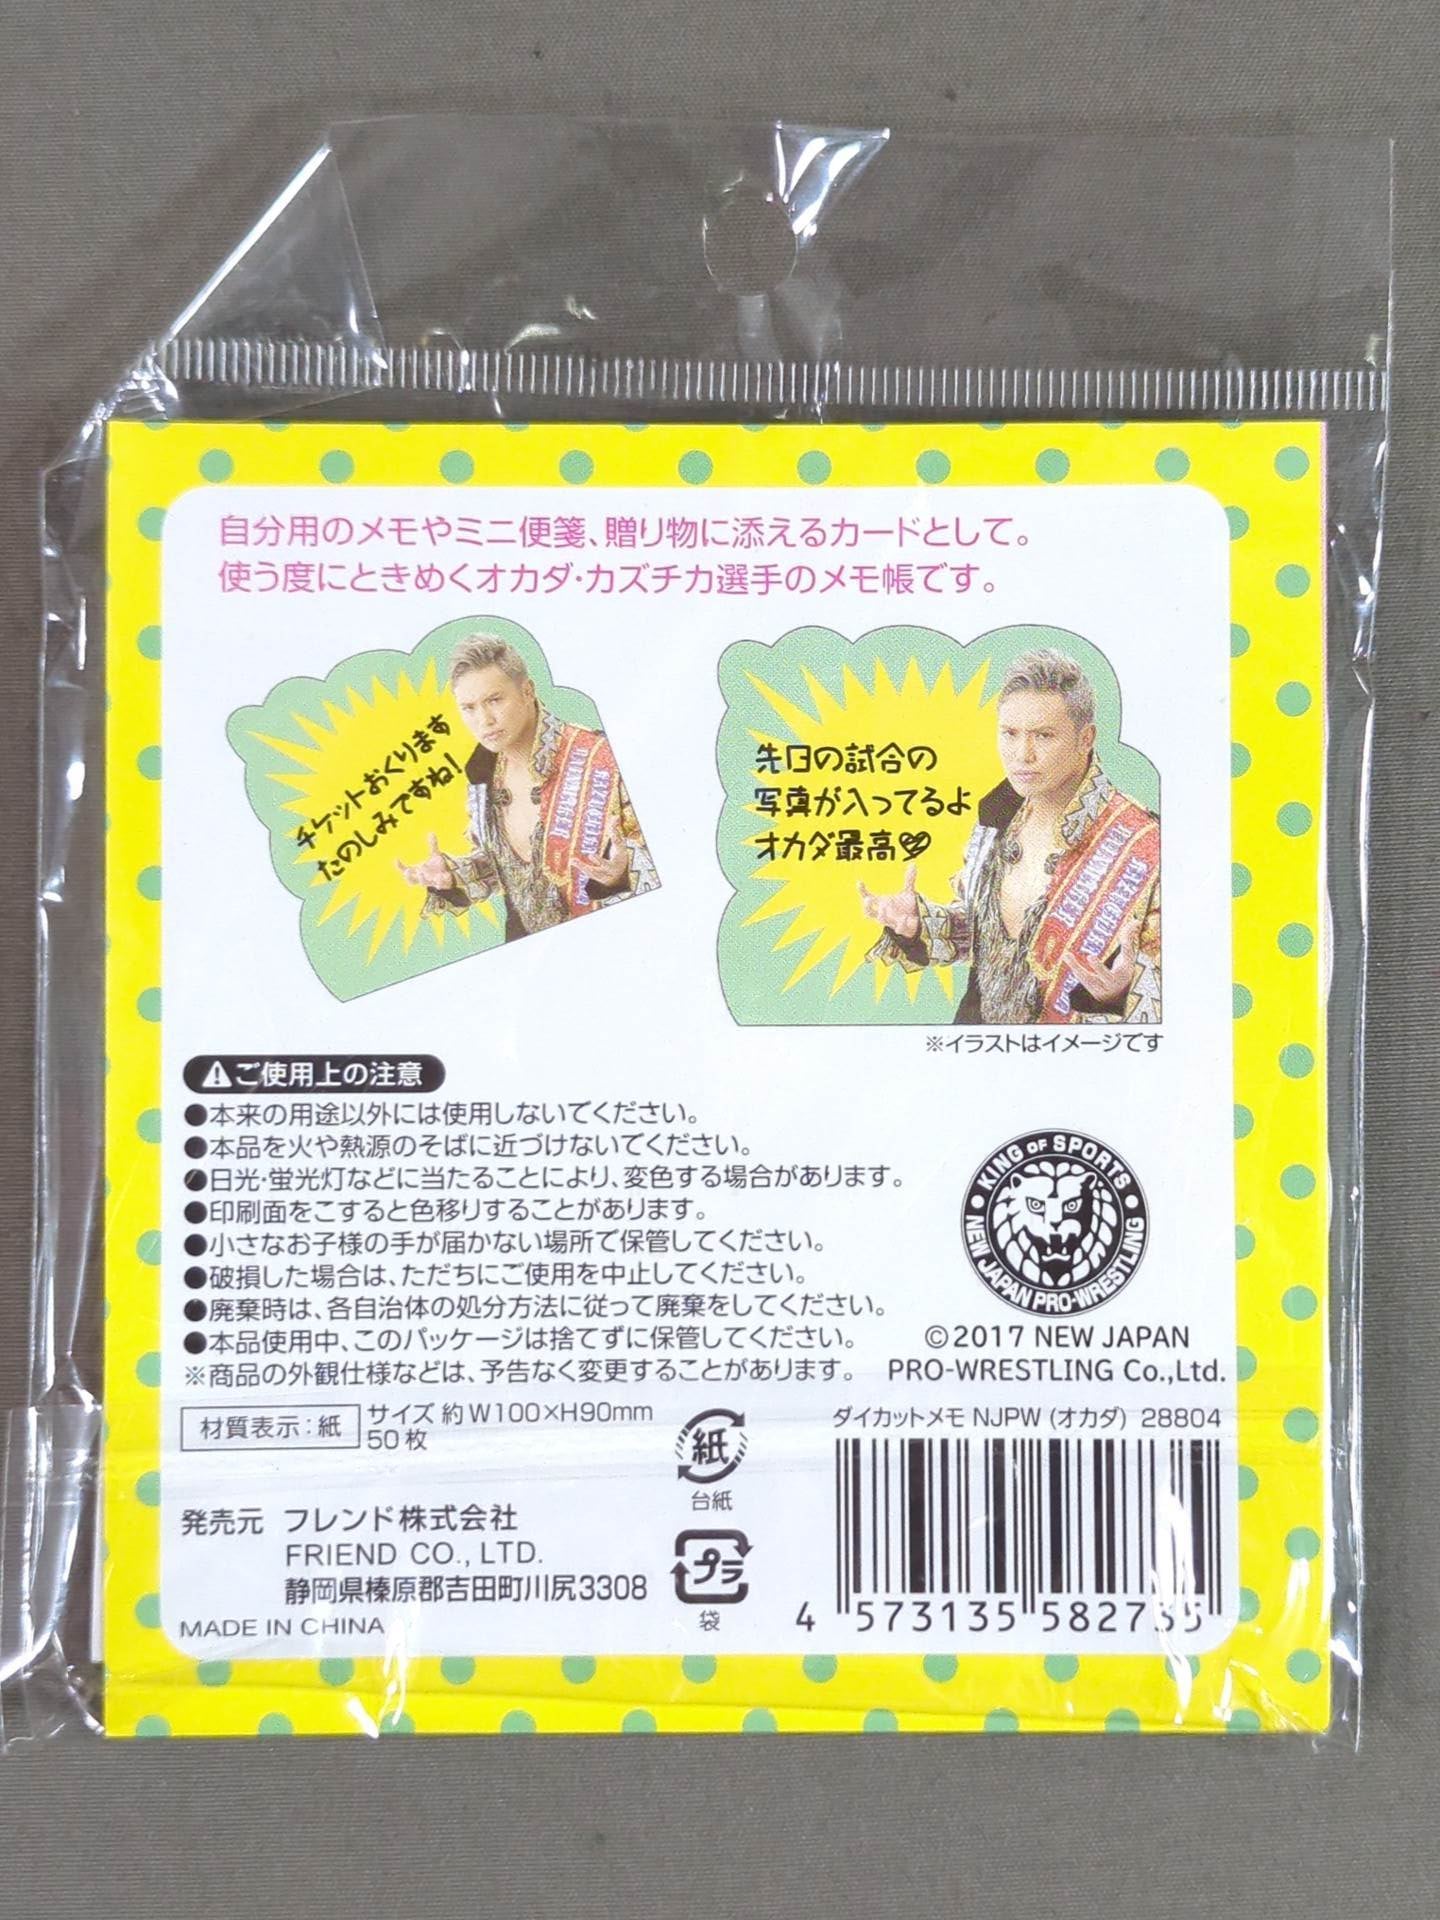 自分用のメモやミニ便箋、贈り物に添えるカードとして。
使う度にときめくオカダ・カズチカ選手のメモ帳です。
チケットおくります
たのしみですね!
先日の試合の
写真が入ってるよ
オカダ最高♡
RAINMAKER
※イラストはイメージです
⚠ご使用上の注意
●本来の用途以外には使用しないでください。
●本品を火や熱源のそばに近づけないでください。
●日光・蛍光灯などに当たることにより、変色する場合があります。
●印刷面をこすると色移りすることがあります。
●小さなお子様の手が届かない場所で保管してください。
●破損した場合は、ただちにご使用を中止してください。
●廃棄時は、各自治体の処分方法に従って廃棄をしてください。
●本品使用中、このパッケージは捨てずに保管してください。
※商品の外観仕様などは、予告なく変更することがあります。
KING OF SPORTS
NEW JAPAN PRO-WRESTLING
©2017 NEW JAPAN
PRO-WRESTLING Co.,Ltd.
材質表示:紙
サイズ 約W100×H90mm
50枚
紙
台紙
プラ
袋
ダイカットメモ NJPW (オカダ) 28804
4 573135 582735
発売元 フレンド株式会社
FRIEND CO., LTD.
静岡県榛原郡吉田町川尻3308
MADE IN CHINA